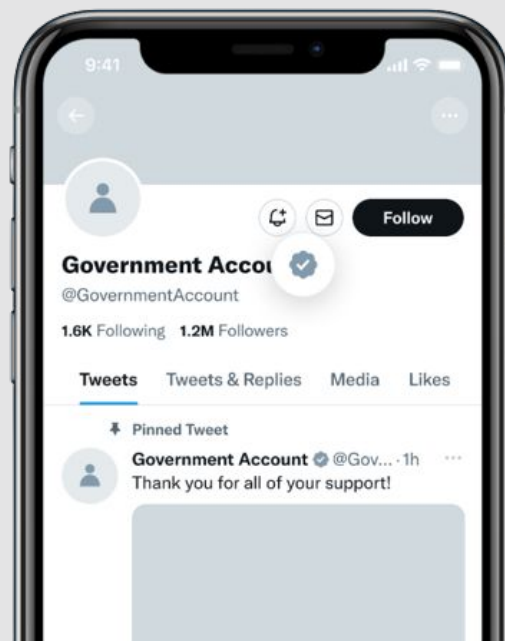 9:41
Follow
Government Accou
@GovernmentAccount
1.6K Following 1.2M Followers
Tweets Tweets & Replies Media Likes
Pinned Tweet
Government Account @Gov... · 1h
Thank you for all of your support!